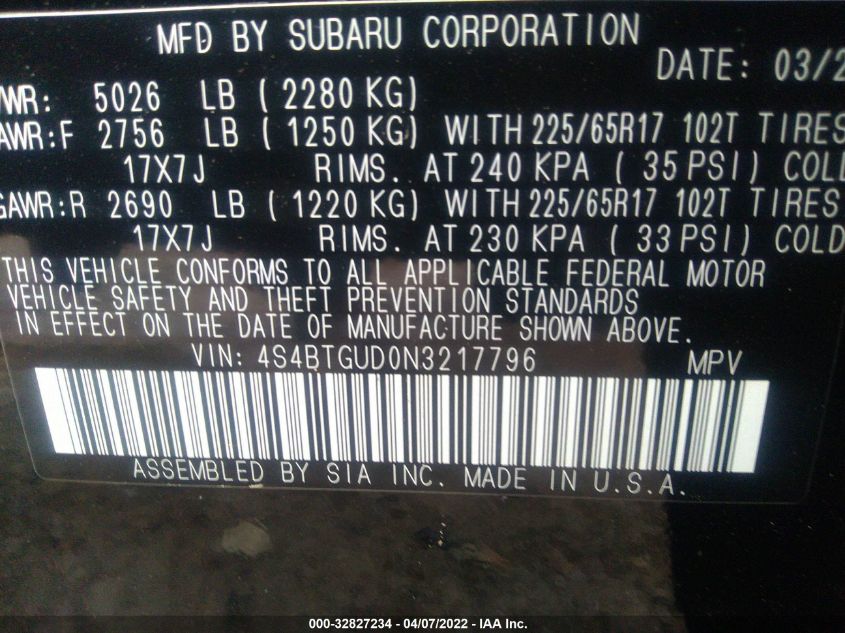 MFD BY SUBARU CORPORATION
DATE: 03/2
WR: 5026 LB ( 2280 KG)
AWR:F 2756 LB ( 1250 KG) WITH 225/65R17 102T TIRES
17X7J RIMS. AT 240 KPA ( 35 PSI) COLD
GAWR:R 2690 LB ( 1220 KG) WITH 225/65R17 102T TIRES
17X7J RIMS. AT 230 KPA ( 33 PSI) COLD
THIS VEHICLE CONFORMS TO ALL APPLICABLE FEDERAL MOTOR
VEHICLE SAFETY AND THEFT PREVENTION STANDARDS
IN EFFECT ON THE DATE OF MANUFACTURE SHOWN ABOVE.
VIN: 4S4BTGUD0N3217796 MPV
ASSEMBLED BY SIA INC. MADE IN U.S.A.
000-32827234 - 04/07/2022 - IAA Inc.